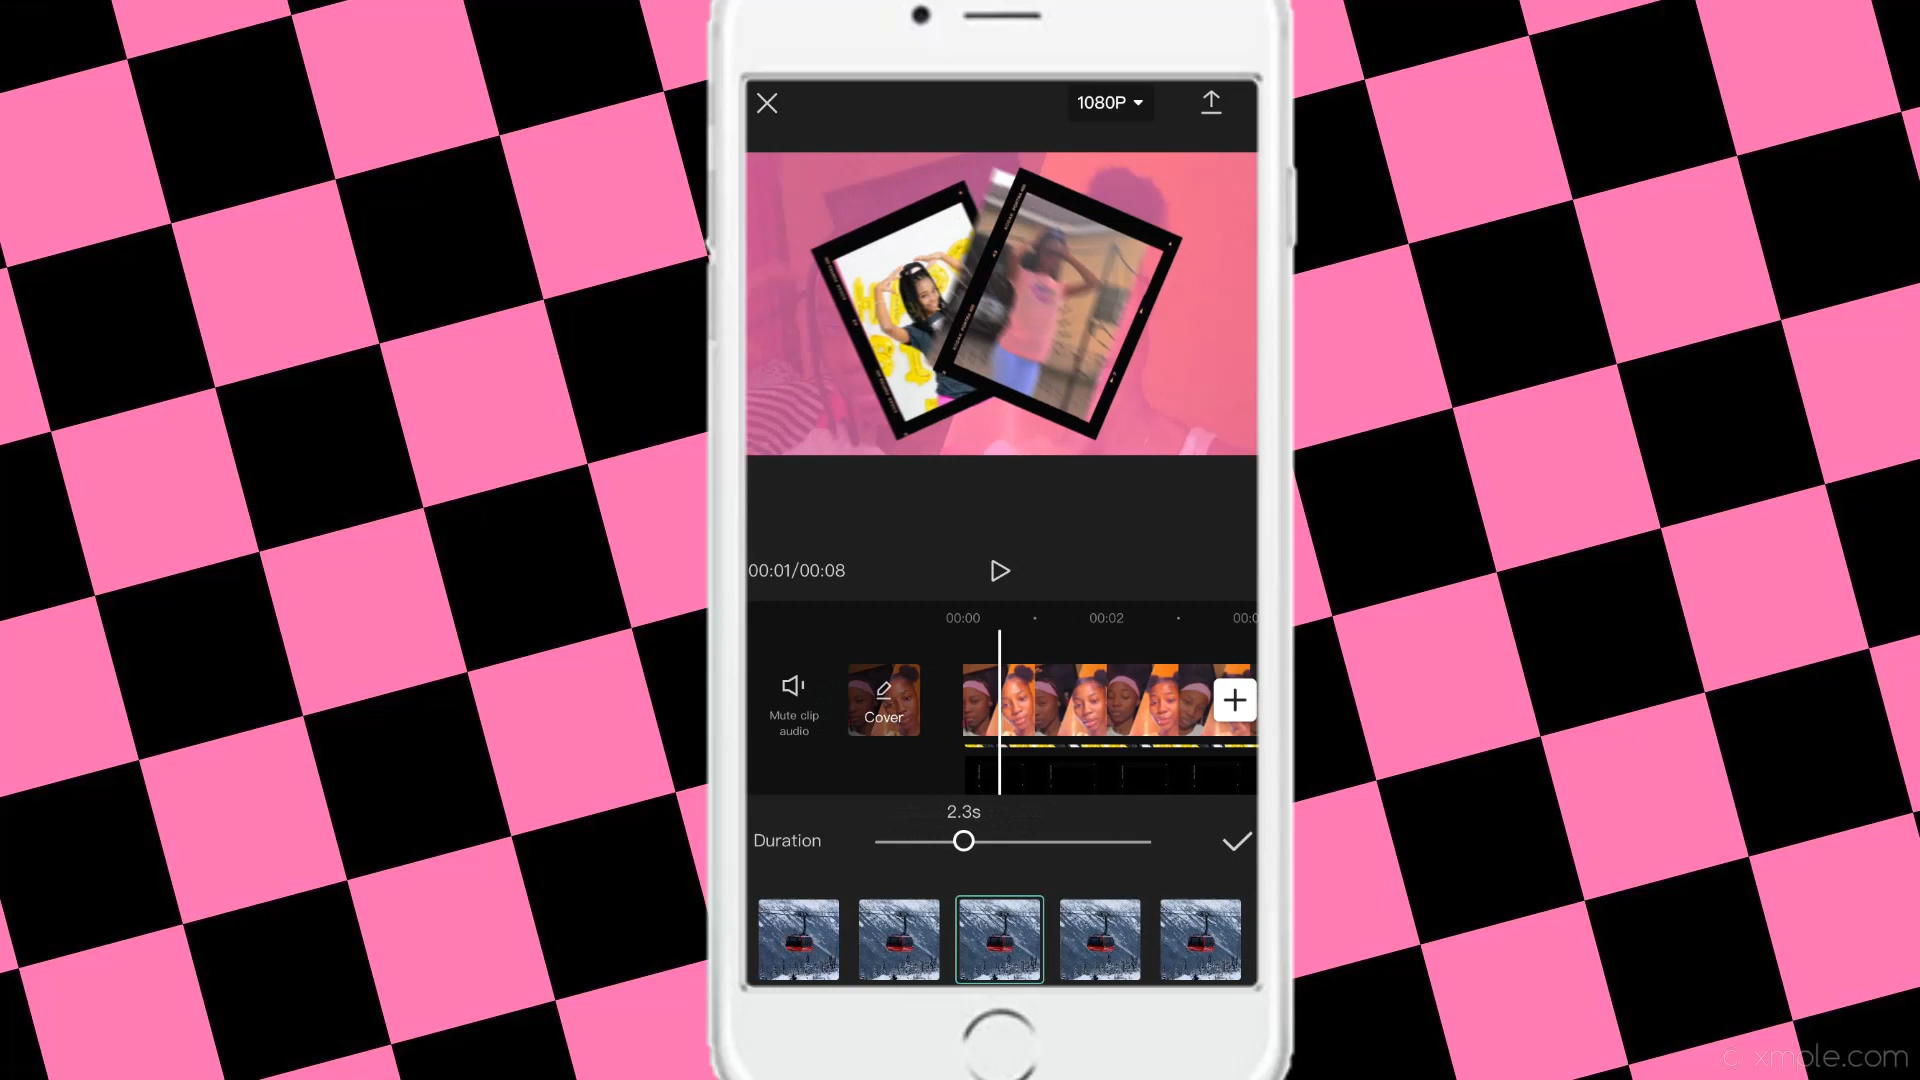 1080P
00:01/00:08
00:00
00:02
Mute clip
audio
Cover
2.3s
Duration
© xmple.com